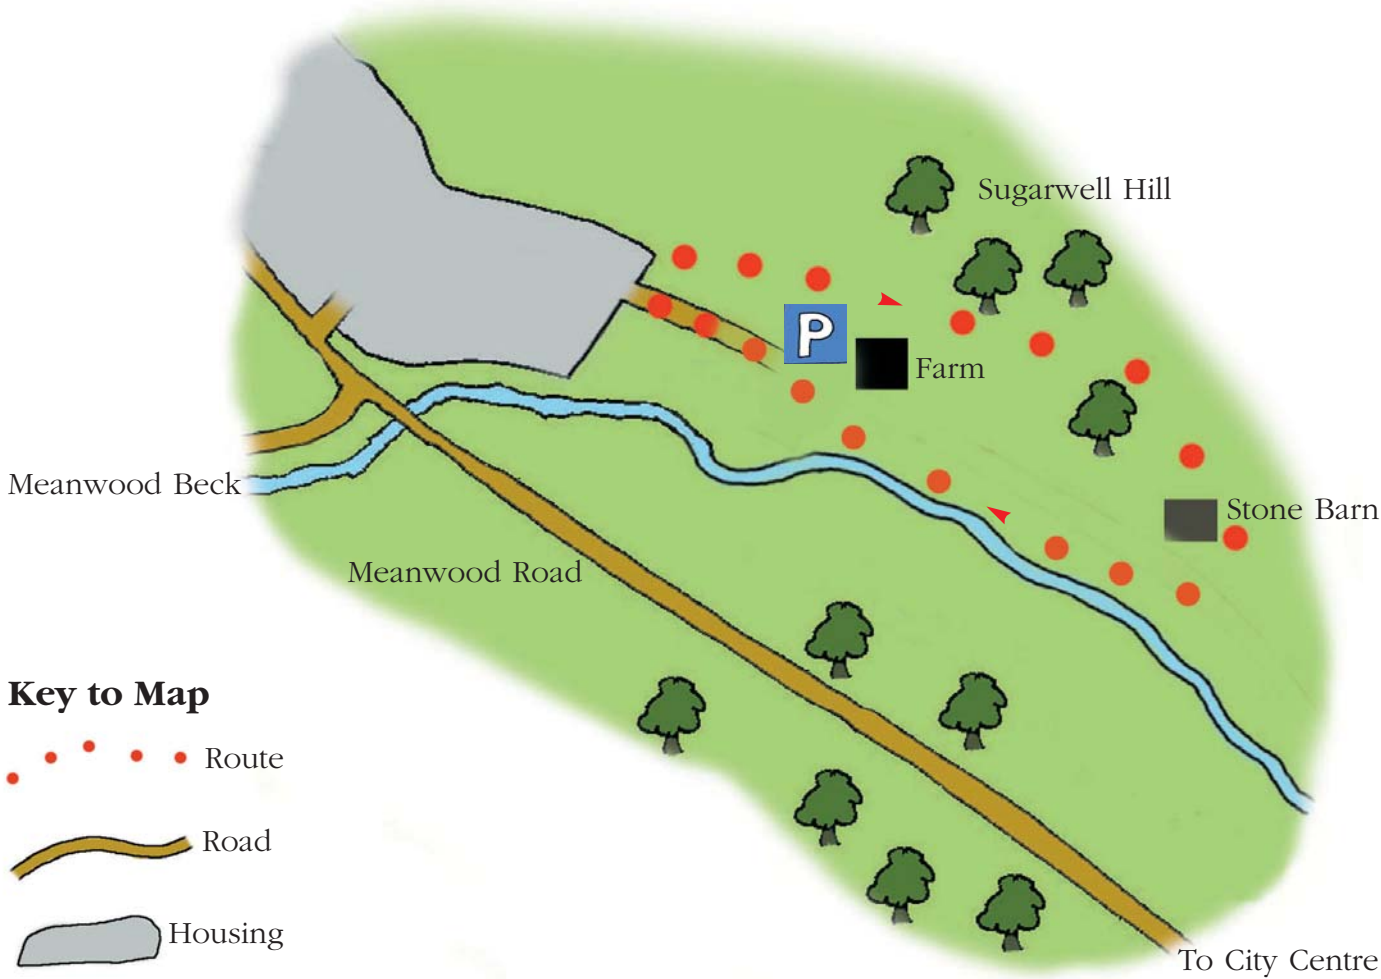 Sugarwell Hill
P
Farm
Meanwood Beck
Stone Barn
Meanwood Road
Key to Map
Route
Road
Housing
To City Centre